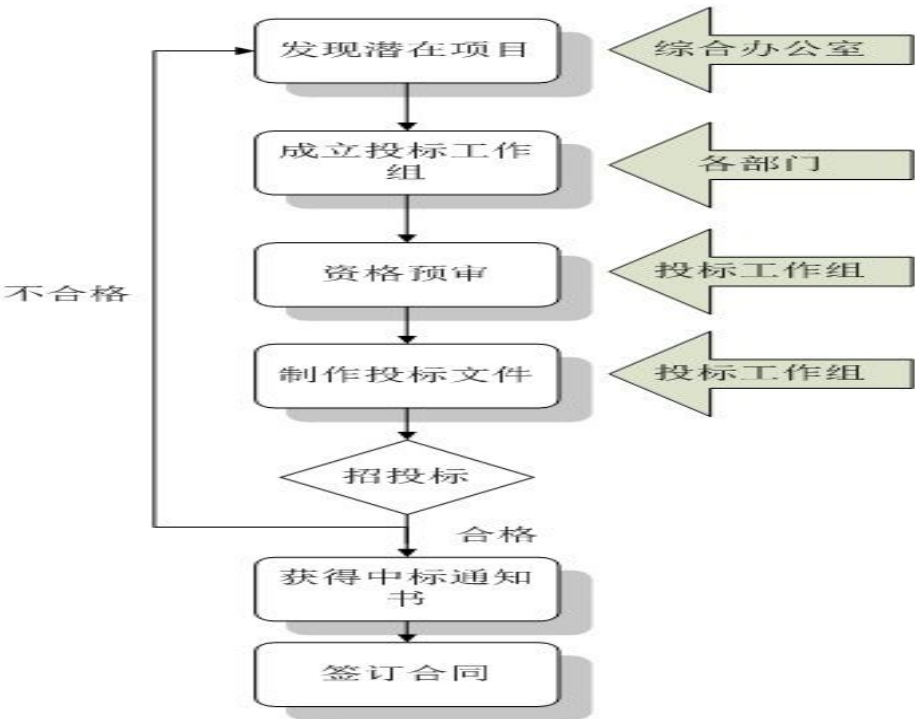 发现潜在项目
综合办公室
成立投标工作
组
各部门
资格预审
投标工作组
不合格
制作投标文件
投标工作组
招投标
合格
获得中标通知
书
签订合同